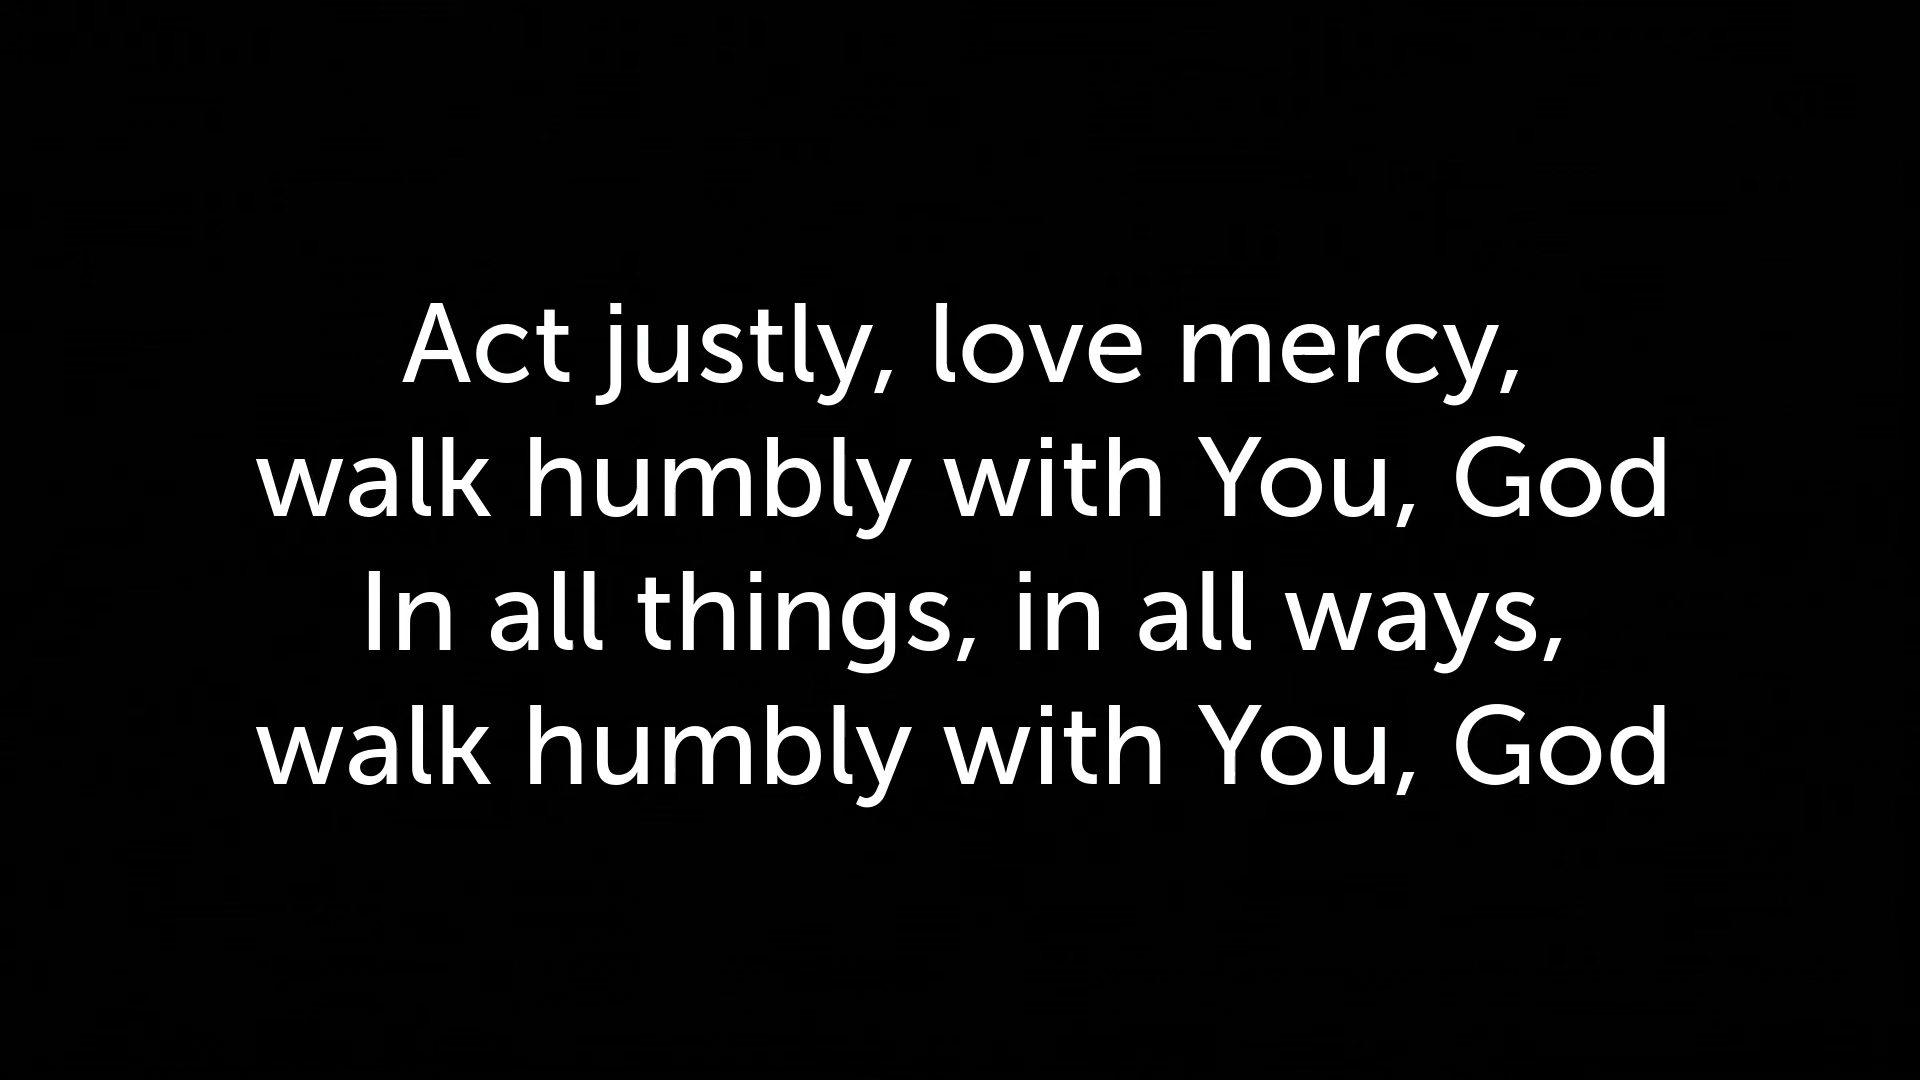 Act justly, love mercy,
walk humbly with You, God
In all things, in all ways,
walk humbly with You, God